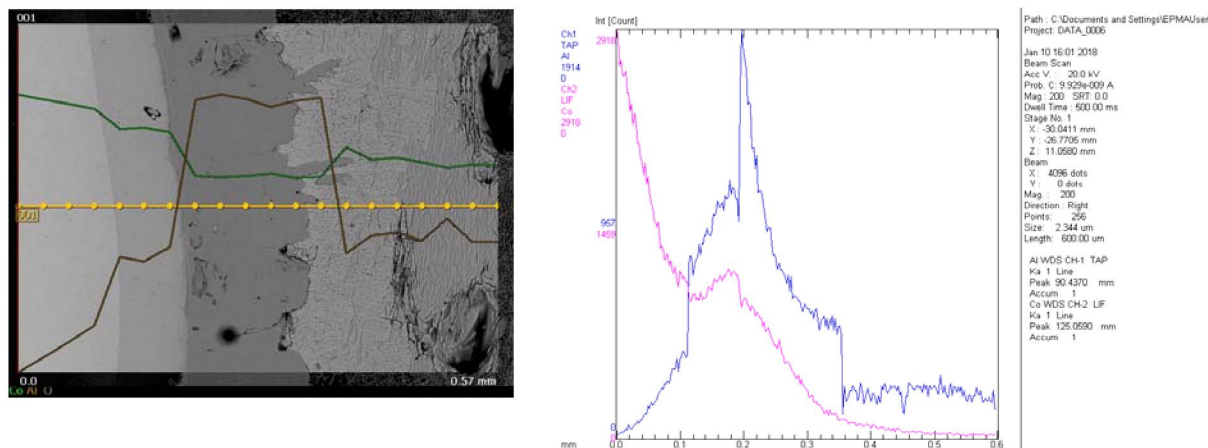 001
001
0.0
0.57 mm
Co Al O
Int [Count]
Ch1
TAP
Al
1914
0
Ch2
LIF
Co
2918
0
2918
957
1459
0
0
mm
0.0 0.1 0.2 0.3 0.4 0.5 0.6
Path : C:\Documents and Settings\EPMAUser
Project: DATA_0006
Jan 10 16:01 2018
Beam Scan
Acc V. : 20.0 kV
Prob. C: 9.929e-009 A
Mag.: 200 SRT: 0.0
Dwell Time : 500.00 ms
Stage No. 1
X : -30.0411 mm
Y : -26.7705 mm
Z : 11.0580 mm
Beam
X: 4096 dots
Y: 0 dots
Mag. : 200
Direction : Right
Points: 256
Size: 2.344 um
Length: 600.00 um
Al WDS CH-1 TAP
Ka 1 Line
Peak 90.4370 mm
Accum 1
Co WDS CH-2 LIF
Ka 1 Line
Peak 125.0590 mm
Accum 1